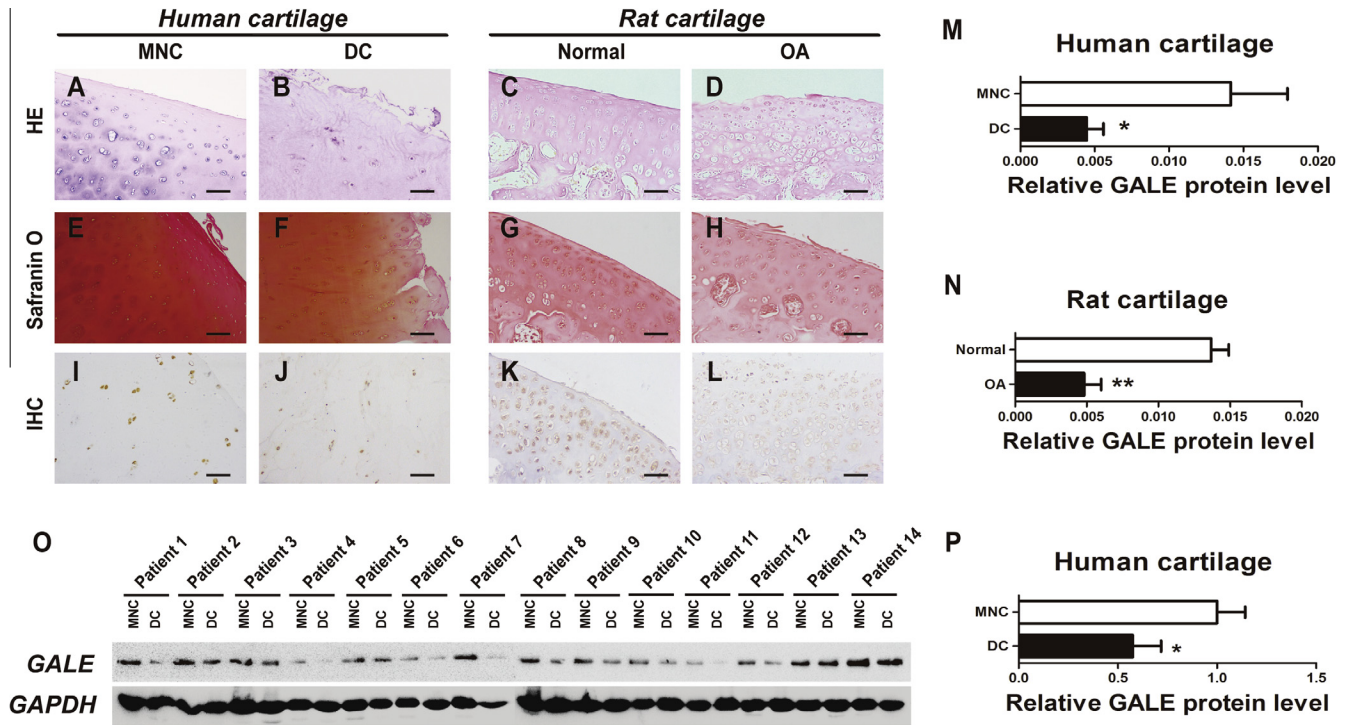 Human cartilage
Rat cartilage
MNC DC Normal OA
HE
A B C D
Safranin O
E F G H
IHC
I J K L
M
Human cartilage
MNC
DC
*
0.000 0.005 0.010 0.015 0.020
Relative GALE protein level
N
Rat cartilage
Normal
OA
**
0.000 0.005 0.010 0.015 0.020
Relative GALE protein level
O
Patient 1 Patient 2 Patient 3 Patient 4 Patient 5 Patient 6 Patient 7 Patient 8 Patient 9 Patient 10 Patient 11 Patient 12 Patient 13 Patient 14
MNC DC MNC DC MNC DC MNC DC MNC DC MNC DC MNC DC MNC DC MNC DC MNC DC MNC DC MNC DC MNC DC MNC DC
GALE
GAPDH
P
Human cartilage
MNC
DC
*
0.0 0.5 1.0 1.5
Relative GALE protein level